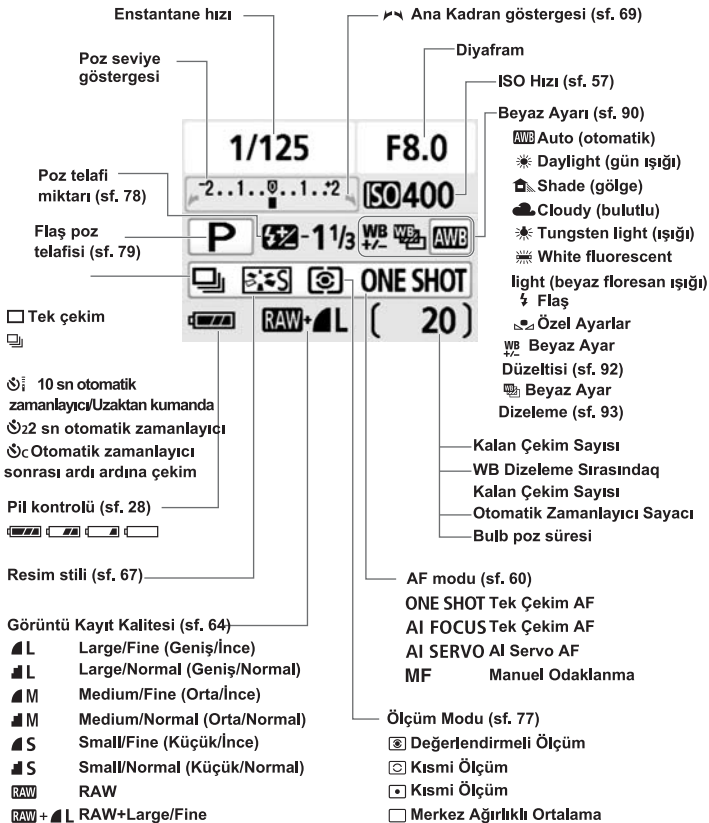 Enstantane hızı
Ana Kadran göstergesi (sf. 69)
Poz seviye
göstergesi
Diyafram
ISO Hızı (sf. 57)
Beyaz Ayarı (sf. 90)
AWB Auto (otomatik)
Daylight (gün ışığı)
Shade (gölge)
Cloudy (bulutlu)
Tungsten light (ışığı)
White fluorescent
light (beyaz floresan ışığı)
Flaş
Özel Ayarlar
WB +/- Beyaz Ayar
Düzeltisi (sf. 92)
WB Beyaz Ayar
Dizeleme (sf. 93)
1/125 F8.0
-2..1..0..1..+2 ISO 400
P -1 1/3 WB +/- WB AWB
S ONE SHOT
RAW+ L [ 20 ]
Poz telafi
miktarı (sf. 78)
Flaş poz
telafisi (sf. 79)
Tek çekim
10 sn otomatik
zamanlayıcı/Uzaktan kumanda
2 2 sn otomatik zamanlayıcı
C Otomatik zamanlayıcı
sonrası ardı ardına çekim
Pil kontrolü (sf. 28)
Resim stili (sf. 67)
Kalan Çekim Sayısı
WB Dizeleme Sırasındaq
Kalan Çekim Sayısı
Otomatik Zamanlayıcı Sayacı
Bulb poz süresi
AF modu (sf. 60)
ONE SHOT Tek Çekim AF
AI FOCUS Tek Çekim AF
AI SERVO AI Servo AF
MF Manuel Odaklanma
Görüntü Kayıt Kalitesi (sf. 64)
L Large/Fine (Geniş/İnce)
L Large/Normal (Geniş/Normal)
M Medium/Fine (Orta/İnce)
M Medium/Normal (Orta/Normal)
S Small/Fine (Küçük/İnce)
S Small/Normal (Küçük/Normal)
RAW RAW
RAW + L RAW+Large/Fine
Ölçüm Modu (sf. 77)
Değerlendirmeli Ölçüm
Kısmi Ölçüm
Kısmi Ölçüm
Merkez Ağırlıklı Ortalama